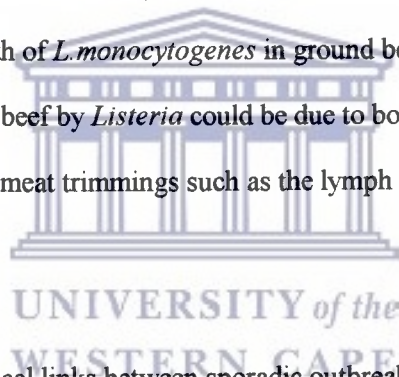 h of L.monocytogenes in ground be
beef by Listeria could be due to bo
meat trimmings such as the lymph
UNIVERSITY of the
cal links between sporadic outbreak
WESTERN CAPE